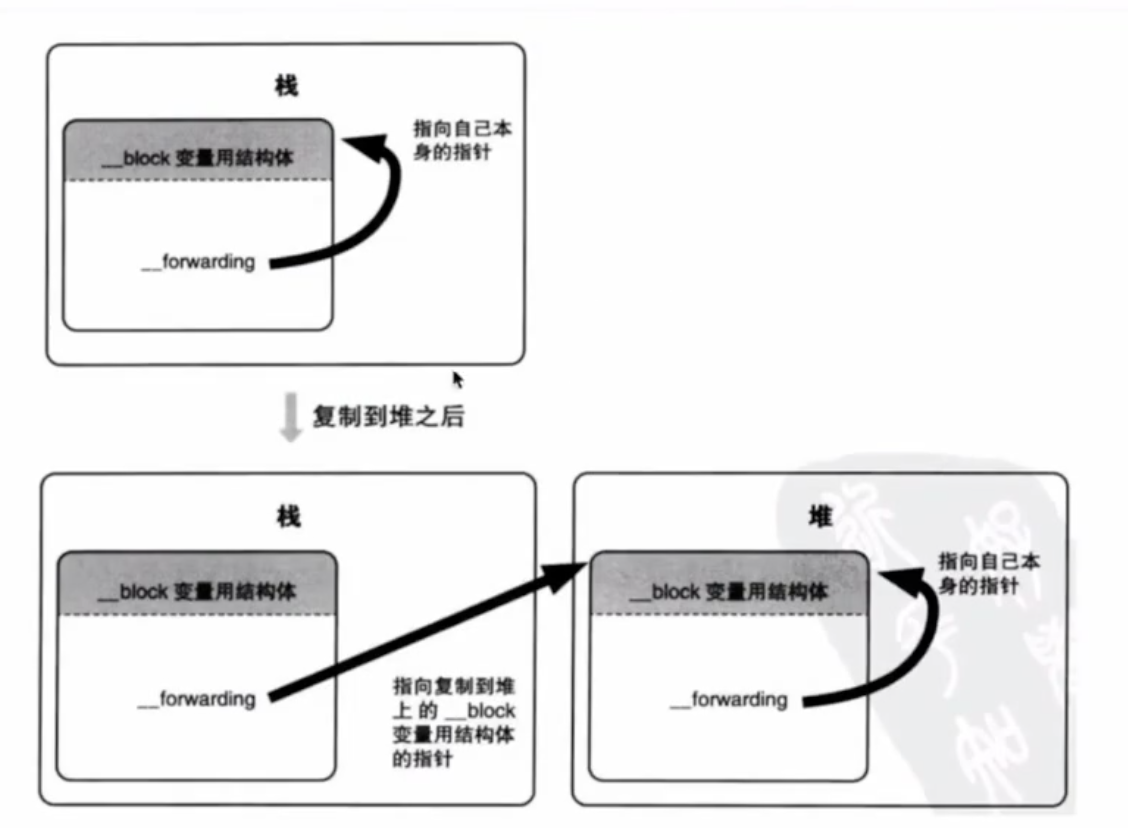 栈
__block 变量用结构体
指向自己本
身的指针
__forwarding
复制到堆之后
栈
__block 变量用结构体
__forwarding
指向复制到堆
上 的 __block
变量用结构体
的指针
堆
__block 变量用结构体
指向自己本
身的指针
__forwarding